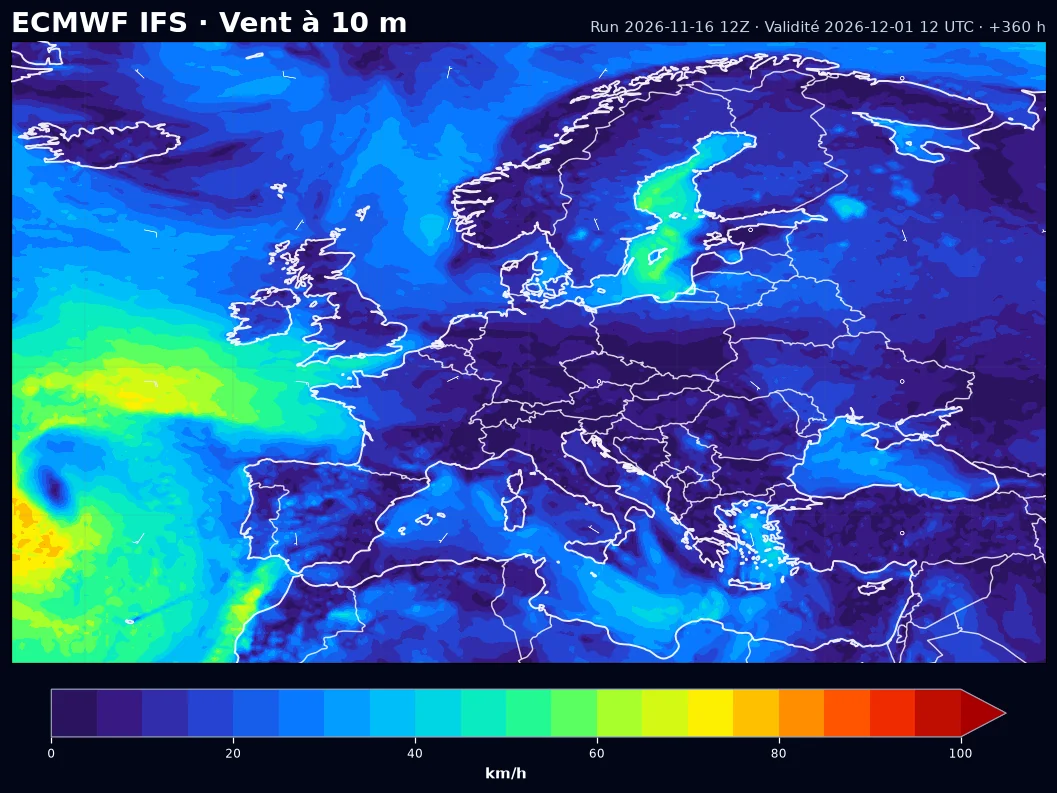 ECMWF IFS · Vent à 10 m
Run 2026-11-16 12Z · Validité 2026-12-01 12 UTC · +360 h
0 20 40 60 80 100
km/h